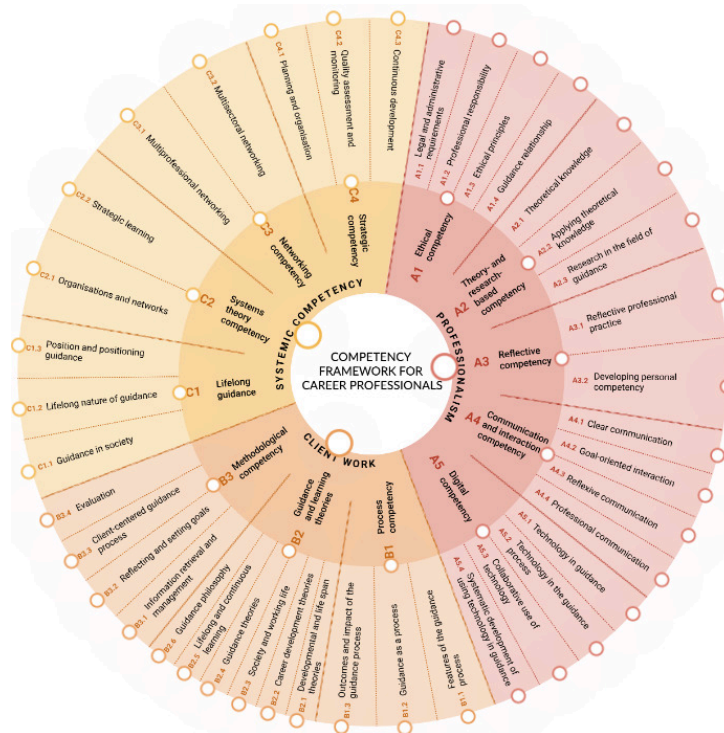 COMPETENCY
FRAMEWORK FOR
CAREER PROFESSIONALS
PROFESSIONALISM
A1
Ethical
competency
A1.1 Legal and administrative
requirements
A1.2 Professional responsibility
A1.3 Ethical principles
A1.4 Guidance relationship
A2
Theory- and
research-
based
competency
A2.1 Theoretical knowledge
A2.2 Applying theoretical
knowledge
A2.3 Research in the field of
guidance
A3
Reflective
competency
A3.1 Reflective professional
practice
A3.2 Developing personal
competency
A4
Communication
and interaction
competency
A4.1 Clear communication
A4.2 Goal-oriented interaction
A4.3 Reflexive communication
A4.4 Professional communication
A5
Digital
competency
A5.1 Technology in guidance
A5.2 Technology in the guidance
process
A5.3 Collaborative use of
technology
A5.4 Systematic development of
using technology in guidance
CLIENT WORK
B1
Process
competency
B1.1 Features of the guidance
process
B1.2 Guidance as a process
B1.3 Outcomes and impact of the
guidance process
B2
Guidance
and learning
theories
B2.1 Developmental and life span
theories
B2.2 Career development theories
B2.3 Society and working life
B2.4 Guidance theories
B2.5 Lifelong and continuous
learning
B2.6 Guidance philosophy
B3
Methodological
competency
B3.1 Information retrieval and
management
B3.2 Reflecting and setting goals
B3.3 Client-centered guidance
process
B3.4 Evaluation
SYSTEMIC COMPETENCY
C1
Lifelong
guidance
C1.1 Guidance in society
C1.2 Lifelong nature of guidance
C1.3 Position and positioning
guidance
C2
Systems
theory
competency
C2.1 Organisations and networks
C2.2 Strategic learning
C3
Networking
competency
C3.1 Multiprofessional networking
C3.2 Multisectoral networking
C4
Strategic
competency
C4.1 Planning and organisation
C4.2 Quality assessment and
monitoring
C4.3 Continuous development